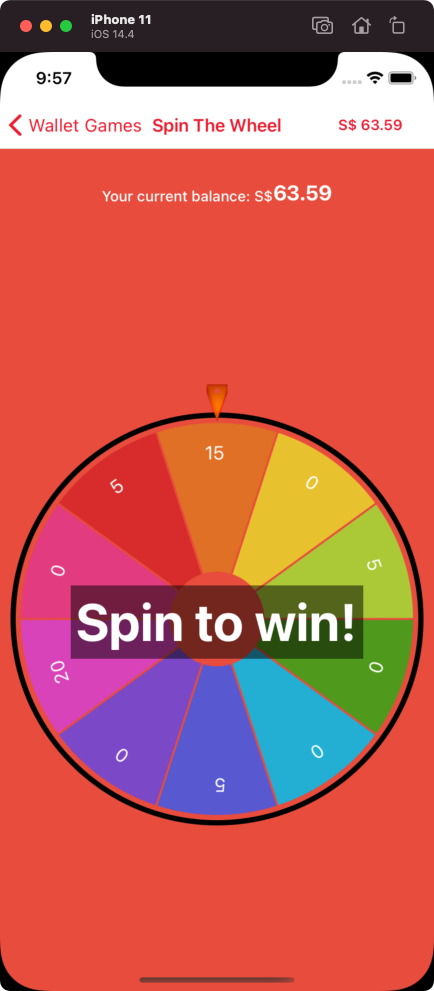 iPhone 11
iOS 14.4
9:57
Wallet Games Spin The Wheel S$ 63.59
Your current balance: S$63.59
15
5
0
0
5
Spin to win!
20
0
0
0
5